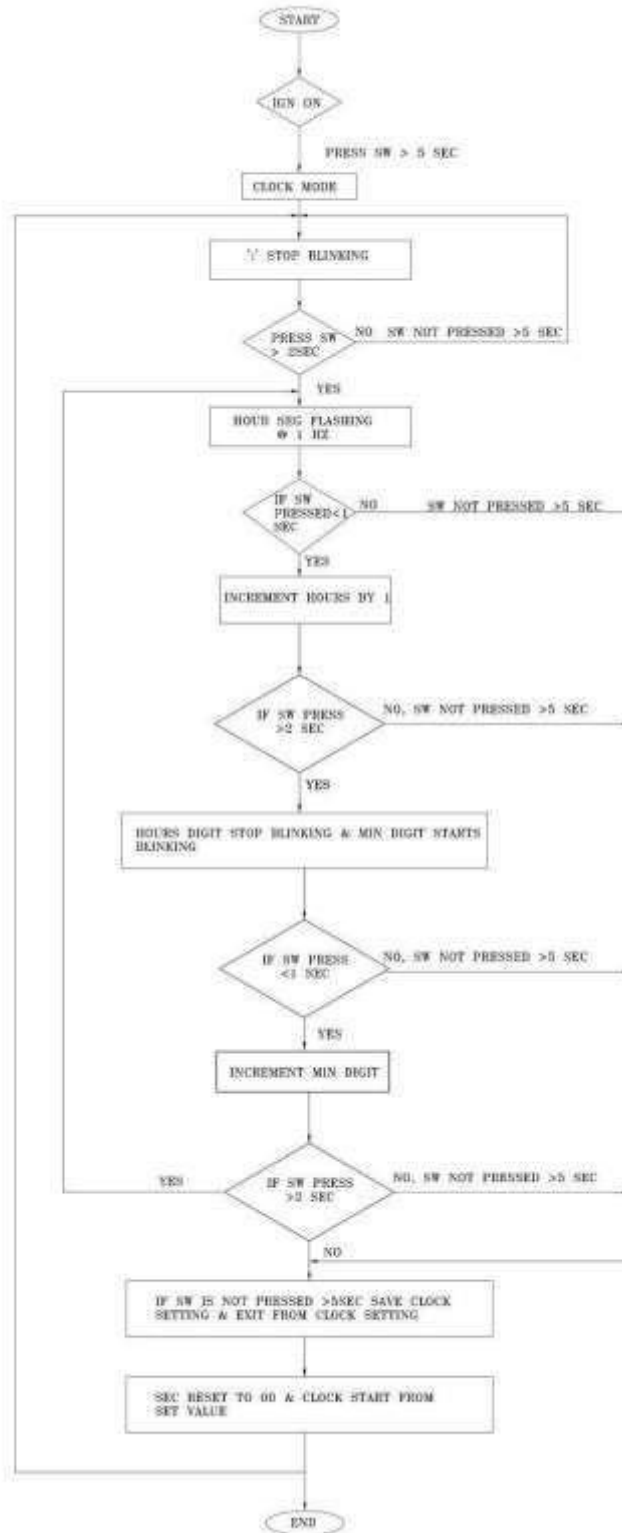 START
IGN ON
PRESS SW > 5 SEC
CLOCK MODE
':' STOP BLINKING
PRESS SW
> 2SEC
NO SW NOT PRESSED >5 SEC
YES
HOUR SEG FLASHING
@ 1 HZ
IF SW
PRESSED<1
SEC
NO SW NOT PRESSED >5 SEC
YES
INCREMENT HOURS BY 1
IF SW PRESS
>2 SEC
NO, SW NOT PRESSED >5 SEC
YES
HOURS DIGIT STOP BLINKING & MIN DIGIT STARTS
BLINKING
IF SW PRESS
<1 SEC
NO, SW NOT PRESSED >5 SEC
YES
INCREMENT MIN DIGIT
YES
IF SW PRESS
>2 SEC
NO, SW NOT PRESSED >5 SEC
NO
IF SW IS NOT PRESSED >5SEC SAVE CLOCK
SETTING & EXIT FROM CLOCK SETTING
SEC RESET TO 00 & CLOCK START FROM
SET VALUE
END